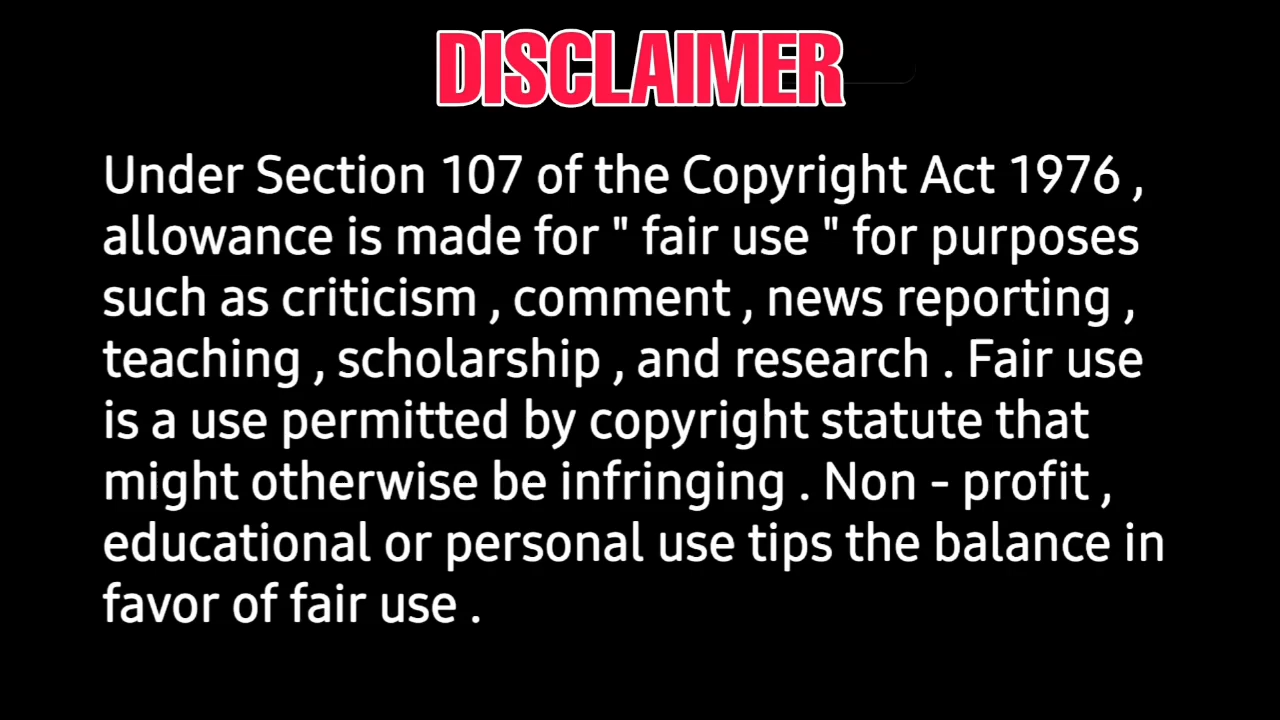 DISCLAIMER
Under Section 107 of the Copyright Act 1976 ,
allowance is made for " fair use " for purposes
such as criticism , comment , news reporting ,
teaching , scholarship , and research . Fair use
is a use permitted by copyright statute that
might otherwise be infringing . Non - profit ,
educational or personal use tips the balance in
favor of fair use .